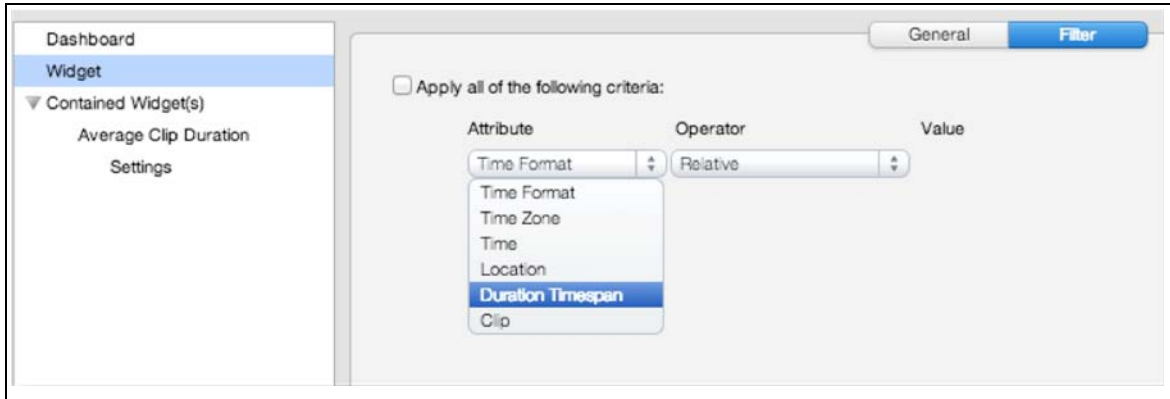 Dashboard
Widget
Contained Widget(s)
Average Clip Duration
Settings
General Filter
Apply all of the following criteria:
Attribute Operator Value
Time Format Relative
Time Format
Time Zone
Time
Location
Duration Timespan
Clip